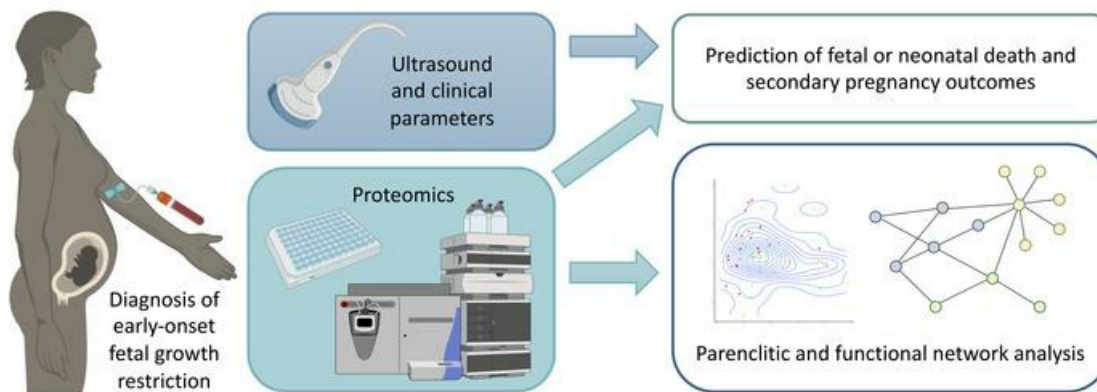 Ultrasound
and clinical
parameters
Prediction of fetal or neonatal death and
secondary pregnancy outcomes
Proteomics
Diagnosis of
early-onset
fetal growth
restriction
Parenclitic and functional network analysis